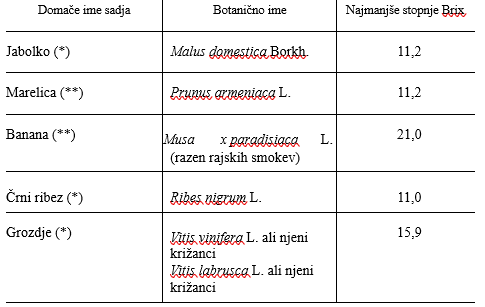 Domače ime sadja Botanično ime Najmanjše stopnje Brix
Jabolko (*) Malus domestica Borkh. 11,2
Marelica (**) Prunus armeniaca L. 11,2
Banana (**) Musa x paradisiaca L. 21,0
(razen rajskih smokev)
Črni ribez (*) Ribes nigrum L. 11,0
Grozdje (*) Vitis vinifera L. ali njeni 15,9
križanci
Vitis labrusca L. ali njeni
križanci